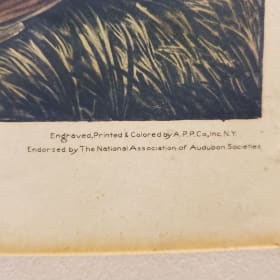 Engraved, Printed & Colored by A.P.P. Co., Inc. N.Y.
Endorsed by The National Association of Audubon Societies